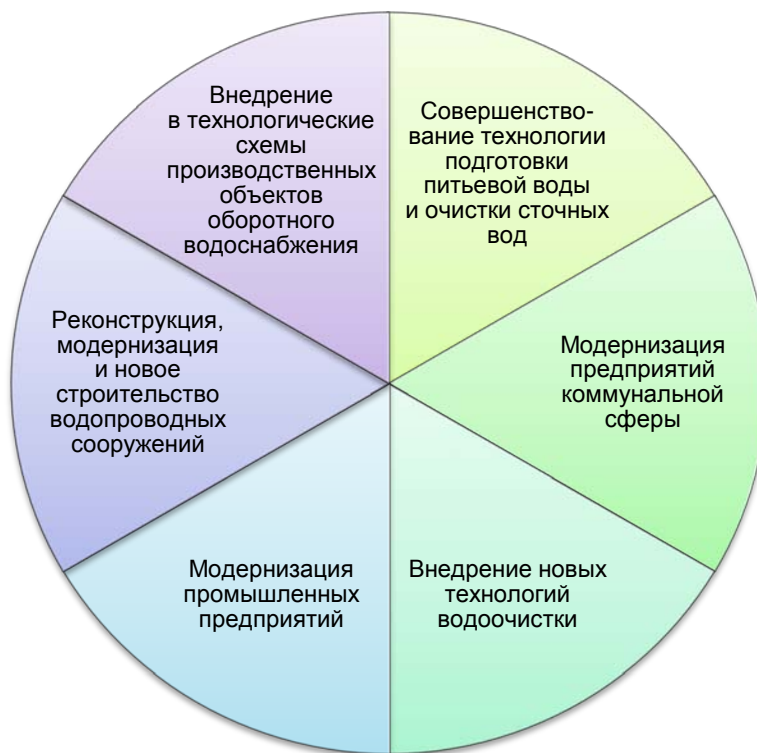 Внедрение
в технологические
схемы
производственных
объектов
оборотного
водоснабжения
Совершенство-
вание технологии
подготовки
питьевой воды
и очистки сточных
вод
Модернизация
предприятий
коммунальной
сферы
Внедрение новых
технологий
водоочистки
Модернизация
промышленных
предприятий
Реконструкция,
модернизация
и новое
строительство
водопроводных
сооружений